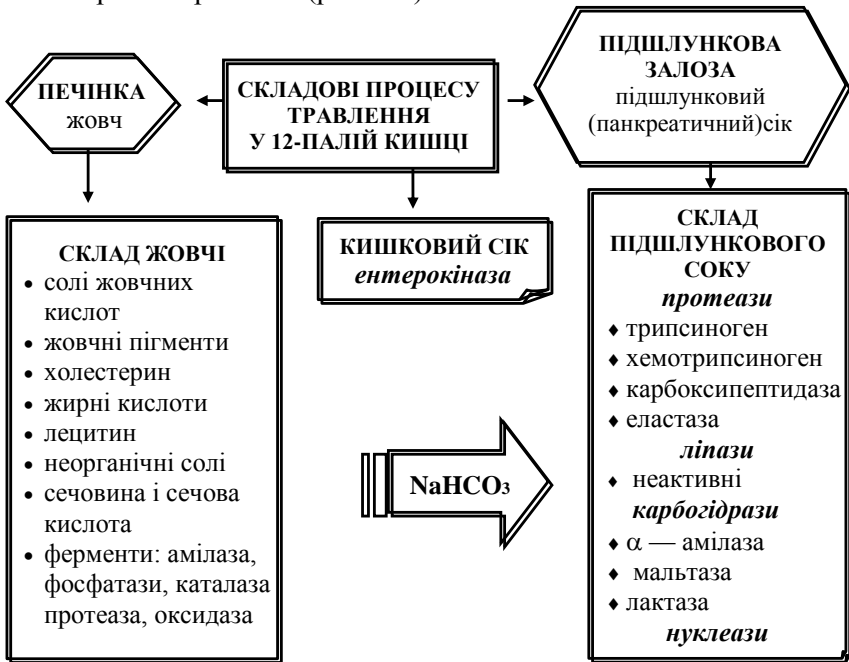 ПЕЧІНКА
жовч
СКЛАДОВІ ПРОЦЕСУ
ТРАВЛЕННЯ
У 12-ПАЛІЙ КИШЦІ
ПІДШЛУНКОВА
ЗАЛОЗА
підшлунковий
(панкреатичний)сік
СКЛАД ЖОВЧІ
• солі жовчних
кислот
• жовчні пігменти
• холестерин
• жирні кислоти
• лецитин
• неорганічні солі
• сечовина і сечова
кислота
• ферменти: амілаза,
фосфатази, каталаза
протеаза, оксидаза
КИШКОВИЙ СІК
ентерокіназа
NaHCO₃
СКЛАД
ПІДШЛУНКОВОГО
СОКУ
протеази
♦ трипсиноген
♦ хемотрипсиноген
♦ карбоксипептидаза
♦ еластаза
ліпази
♦ неактивні
карбогідрази
♦ α — амілаза
♦ мальтаза
♦ лактаза
нуклеази